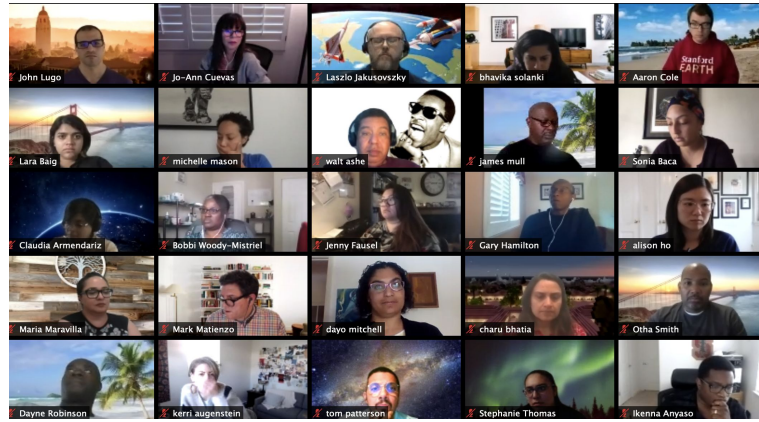 John Lugo
Jo-Ann Cuevas
Laszlo Jakusovszky
bhavika solanki
Stanford
EARTH
Aaron Cole
Lara Baig
michelle mason
walt ashe
james mull
Sonia Baca
Claudia Armendariz
Bobbi Woody-Mistriel
Jenny Fausel
Gary Hamilton
alison ho
Maria Maravilla
Mark Matienzo
dayo mitchell
charu bhatia
Otha Smith
Dayne Robinson
kerri augenstein
tom patterson
Stephanie Thomas
Ikenna Anyaso